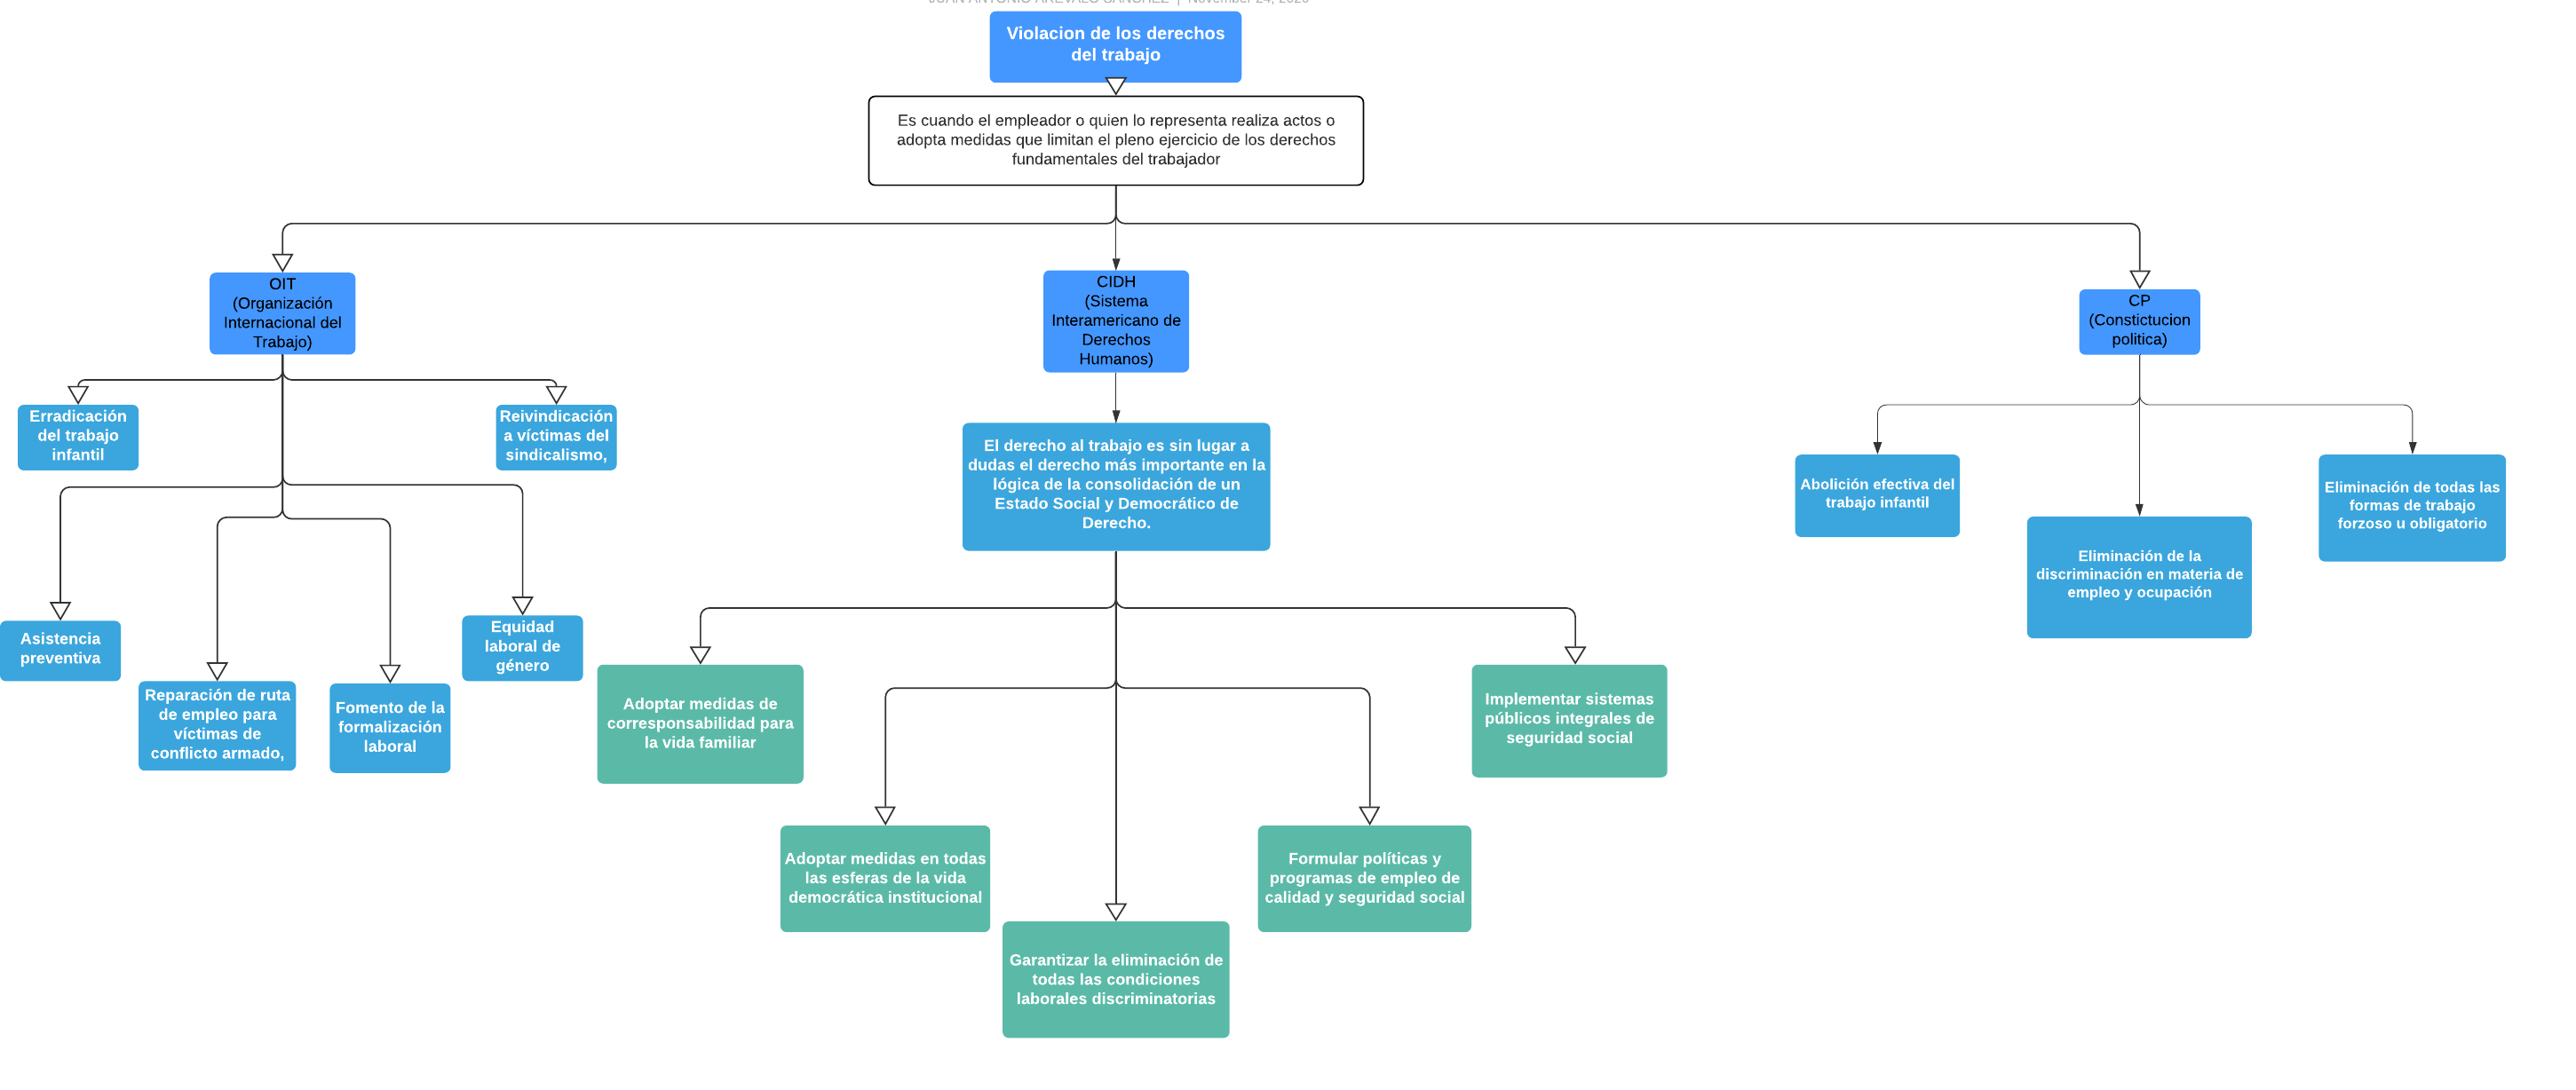 JUAN ANTONIO AREVALO SANCHEZ | November 24, 2020
Violacion de los derechos
del trabajo
Es cuando el empleador o quien lo representa realiza actos o
adopta medidas que limitan el pleno ejercicio de los derechos
fundamentales del trabajador
OIT
(Organización
Internacional del
Trabajo)
CIDH
(Sistema
Interamericano de
Derechos
Humanos)
CP
(Constictucion
politica)
Erradicación
del trabajo
infantil
Reivindicación
a víctimas del
sindicalismo,
Asistencia
preventiva
Reparación de ruta
de empleo para
víctimas de
conflicto armado,
Fomento de la
formalización
laboral
Equidad
laboral de
género
El derecho al trabajo es sin lugar a
dudas el derecho más importante en la
lógica de la consolidación de un
Estado Social y Democrático de
Derecho.
Adoptar medidas de
corresponsabilidad para
la vida familiar
Adoptar medidas en todas
las esferas de la vida
democrática institucional
Garantizar la eliminación de
todas las condiciones
laborales discriminatorias
Formular políticas y
programas de empleo de
calidad y seguridad social
Implementar sistemas
públicos integrales de
seguridad social
Abolición efectiva del
trabajo infantil
Eliminación de la
discriminación en materia de
empleo y ocupación
Eliminación de todas las
formas de trabajo
forzoso u obligatorio